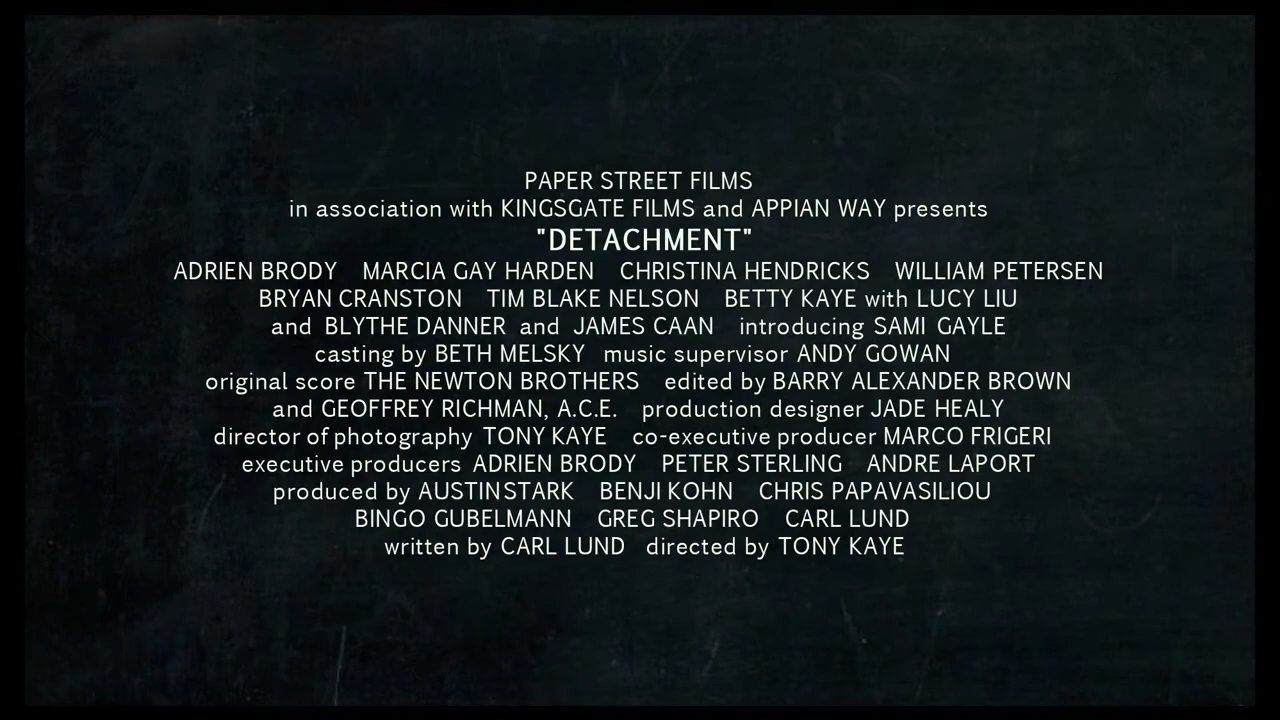 PAPER STREET FILMS
in association with KINGSGATE FILMS and APPIAN WAY presents
"DETACHMENT"
ADRIEN BRODY MARCIA GAY HARDEN CHRISTINA HENDRICKS WILLIAM PETERSEN
BRYAN CRANSTON TIM BLAKE NELSON BETTY KAYE with LUCY LIU
and BLYTHE DANNER and JAMES CAAN introducing SAMI GAYLE
casting by BETH MELSKY music supervisor ANDY GOWAN
original score THE NEWTON BROTHERS edited by BARRY ALEXANDER BROWN
and GEOFFREY RICHMAN, A.C.E. production designer JADE HEALY
director of photography TONY KAYE co-executive producer MARCO FRIGERI
executive producers ADRIEN BRODY PETER STERLING ANDRE LAPORT
produced by AUSTIN STARK BENJI KOHN CHRIS PAPAVASILIOU
BINGO GUBELMANN GREG SHAPIRO CARL LUND
written by CARL LUND directed by TONY KAYE